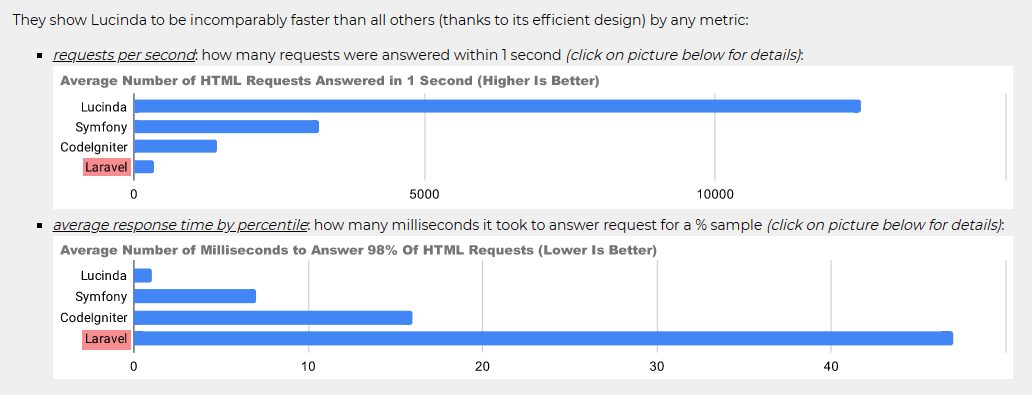 They show Lucinda to be incomparably faster than all others (thanks to its efficient design) by any metric:
requests per second: how many requests were answered within 1 second (click on picture below for details):
Average Number of HTML Requests Answered in 1 Second (Higher Is Better)
Lucinda
Symfony
CodeIgniter
Laravel
0 5000 10000
average response time by percentile: how many milliseconds it took to answer request for a % sample (click on picture below for details):
Average Number of Milliseconds to Answer 98% Of HTML Requests (Lower Is Better)
Lucinda
Symfony
CodeIgniter
Laravel
0 10 20 30 40